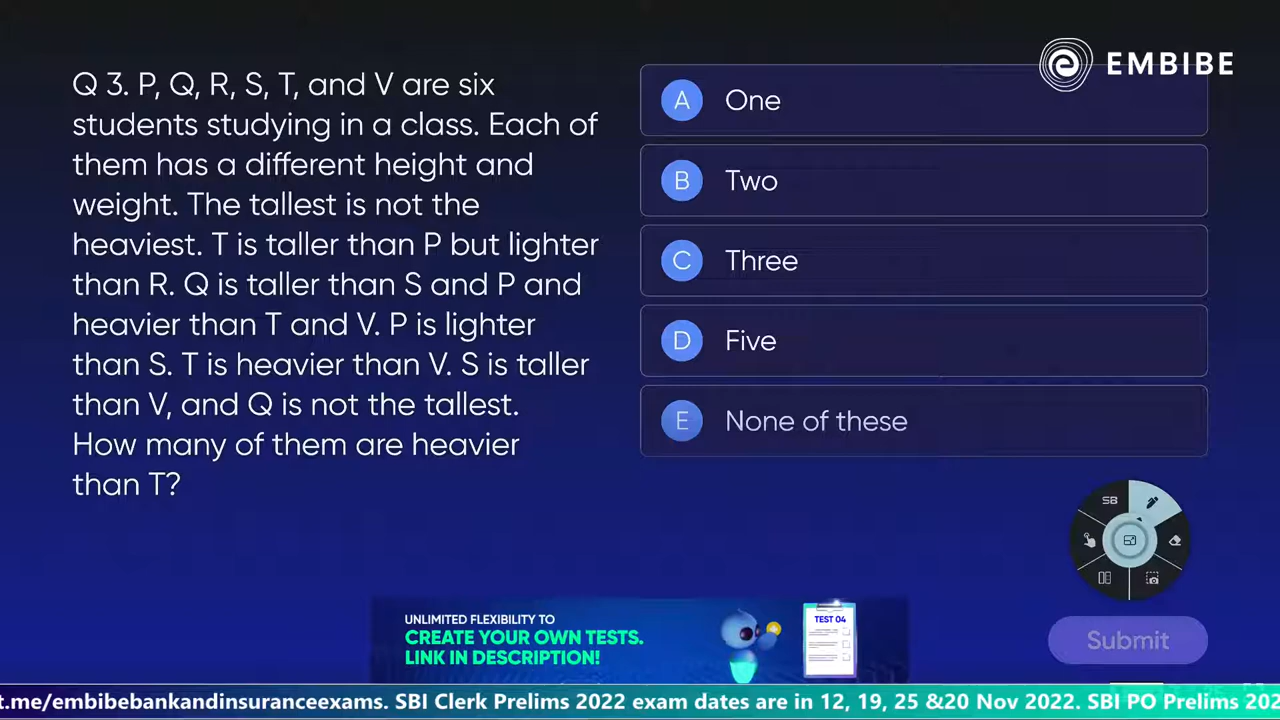 EMBIBE
Q 3. P, Q, R, S, T, and V are six
students studying in a class. Each of
them has a different height and
weight. The tallest is not the
heaviest. T is taller than P but lighter
than R. Q is taller than S and P and
heavier than T and V. P is lighter
than S. T is heavier than V. S is taller
than V, and Q is not the tallest.
How many of them are heavier
than T?
A One
B Two
C Three
D Five
E None of these
SB
UNLIMITED FLEXIBILITY TO
CREATE YOUR OWN TESTS.
LINK IN DESCRIPTION!
TEST 04
Submit
t.me/embibebankandinsuranceexams. SBI Clerk Prelims 2022 exam dates are in 12, 19, 25 &20 Nov 2022. SBI PO Prelims 202